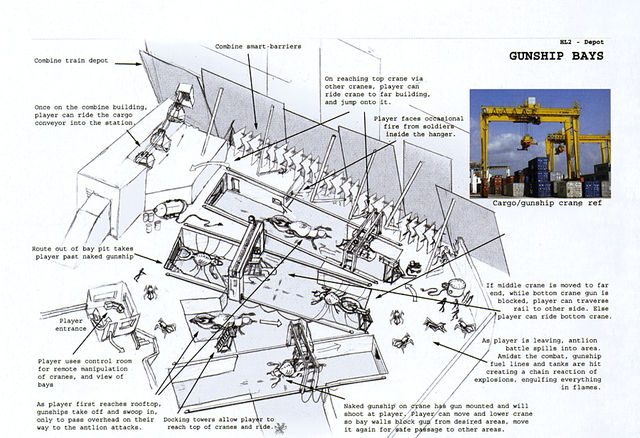 HL2 - Depot
GUNSHIP BAYS
Combine smart-barriers
Combine train depot
On reaching top crane via
other cranes, player can
ride crane to far building,
and jump onto it.
Once on the combine building,
player can ride the cargo
conveyor into the station.
Player faces occasional
fire from soldiers
inside the hanger.
Cargo/gunship crane ref
Route out of bay pit takes
player past naked gunship
If middle crane is moved to far
end, while bottom crane gun is
blocked, player can traverse
rail to other side. Else
player can ride bottom crane.
Player
entrance
As player is leaving, antlion
battle spills into area.
Amidst the combat, gunship
fuel lines and tanks are hit
creating a chain reaction of
explosions, engulfing everything
in flames.
Player uses control room
for remote manipulation
of cranes, and view of
bays
As player first reaches rooftop,
gunships take off and swoop in,
only to pass overhead on their
way to the antlion attacks.
Docking towers allow player to
reach top of cranes and ride.
Naked gunship on crane has gun mounted and will
shoot at player. Player can move and lower crane
so bay walls block gun from desired areas, move
it again for safe passage to other areas.